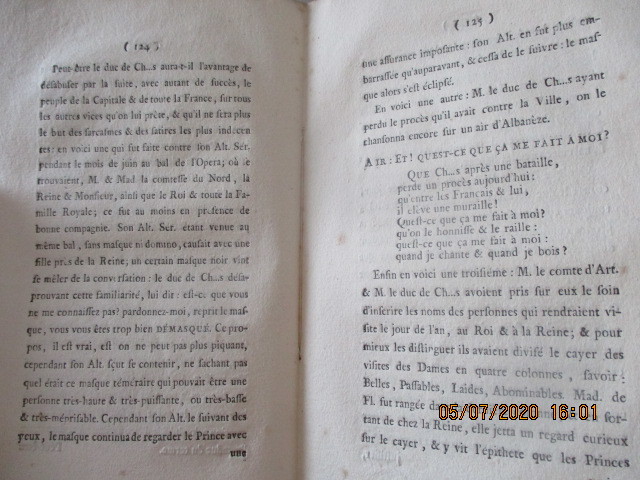 ( 124 )
Peut-être le duc de Ch...s aura-t-il l'avantage de
désabuser par la suite, avec autant de succès, le
peuple de la Capitale & de toute la France, sur tous
les autres vices qu'on lui prête, & qu'il ne sera plus
le but des sarcasmes & des satires les plus indécen
tes: en voici une qui fut faite contre son Alt. Sér.
pendant le mois de juin au bal de l'Opera; où se
trouvaient, M. & Mad. la comtesse du Nord, la
Reine & Monsieur, ainsi que le Roi & toute la Fa-
mille Royale; ce fut au moins en présence de
bonne compagnie. Son Alt. Ser. étant venue au
même bal, sans masque ni domino, causait avec une
fille près de la Reine; un certain masque noir vint
se mêler de la conversation: le duc de Ch...s désap-
prouvant cette familiarité, lui dit: est-ce que vous
ne me connaissez pas? pardonnez-moi, reprit le mas-
que, vous vous êtes trop bien DÉMASQUÉ. Ce pro-
pos, il est vrai, est on ne peut pas plus piquant,
cependant son Alt. sçut se contenir, ne sachant pas
quel était ce masque téméraire qui pouvait être une
personne très-haute & très-puissante, ou très-basse
& très-méprisable. Cependant son Alt. le suivant des
yeux, le masque continua de regarder le Prince avec
une
( 125 )
une assurance imposante: son Alt. en fut plus em-
barrassée qu'auparavant, & cessa de le suivre: le mas-
que alors s'est éclipsé.
En voici une autre: M. le duc de Ch...s ayant
perdu le procès qu'il avait contre la Ville, on le
chansonna encore sur un air d'Albanèze.
AIR: ET! QUEST-CE QUE ÇA ME FAIT À MOI?
QUE Ch...s après une bataille,
perde un procès aujourd'hui:
qu'entre les Français & lui,
il elève une muraille!
Quest-ce que ça me fait à moi?
qu'on le honnisse & le raille:
quest-ce que ça me fait à moi:
quand je chante & quand je bois?
Enfin en voici une troisiéme: M. le comte d'Art.
& M. le duc de Ch...s avoient pris sur eux le soin
d'inscrire les noms des personnes qui rendraient vi-
site le jour de l'an, au Roi & à la Reine; & pour
mieux les distinguer ils avaient divisé le cayer des
visites des Dames en quatre colonnes, savoir:
Belles, Passables, Laides, Abominables Mad. de
Fl. fut rangée da
for-
tant de chez la Reine, elle jetta un regard curieux
sur le cayer, & y vit l'épithete que les Princes
05/07/2020 16:01